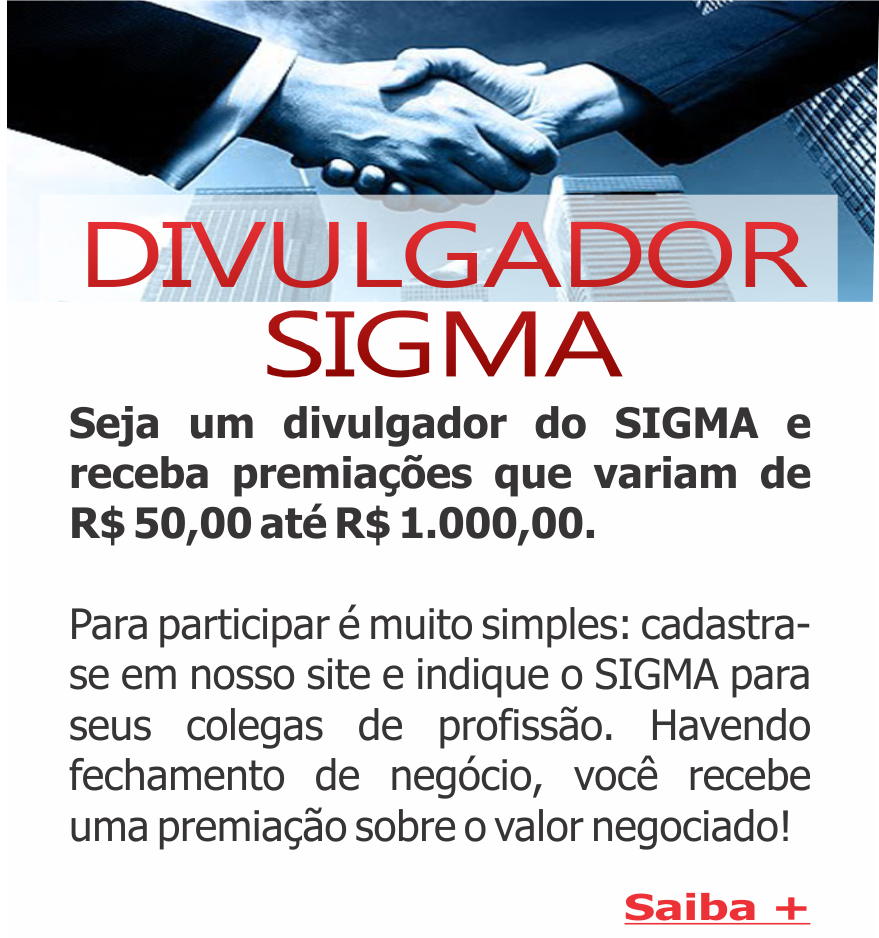 DIVULGADOR
SIGMA
Seja um divulgador do SIGMA e
receba premiações que variam de
R$ 50,00 até R$ 1.000,00.
Para participar é muito simples: cadastra-
se em nosso site e indique o SIGMA para
seus colegas de profissão. Havendo
fechamento de negócio, você recebe
uma premiação sobre o valor negociado!
Saiba +